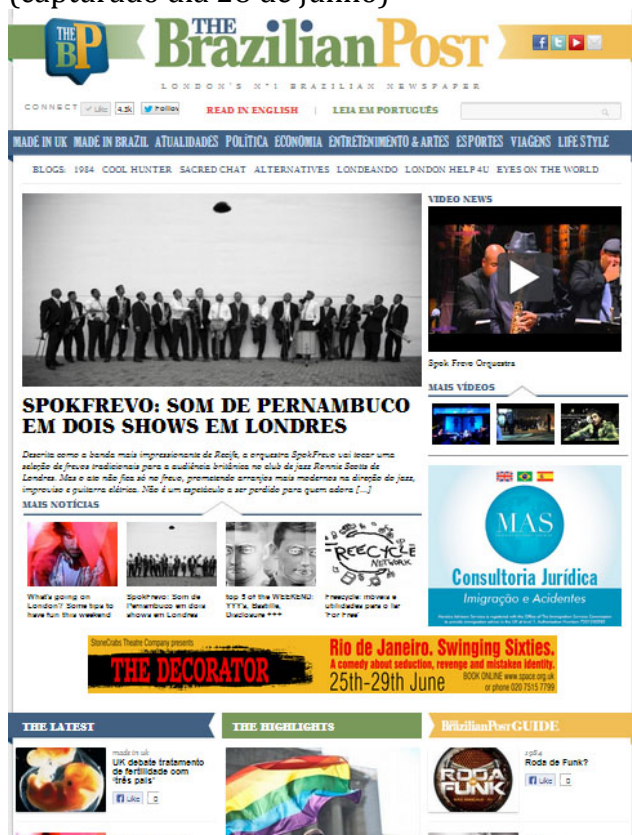 (capturado dia 28 de junho)
THE BP
THE
BrazilianPost
LONDON'S Nº1 BRAZILIAN NEWSPAPER
CONNECT Like 4.3k Follow READ IN ENGLISH | LEIA EM PORTUGUÊS
MADE IN UK MADE IN BRAZIL ATUALIDADES POLÍTICA ECONOMIA ENTRETENIMENTO & ARTES ESPORTES VIAGENS LIFE STYLE
BLOGS: 1984 COOL HUNTER SACRED CHAT ALTERNATIVES LONDEANDO LONDON HELP 4U EYES ON THE WORLD
VIDEO NEWS
Spok Frevo Orquestra
MAIS VÍDEOS
SPOKFREVO: SOM DE PERNAMBUCO
EM DOIS SHOWS EM LONDRES
Descrita como a banda mais impressionante de Recife, a orquestra SpokFrevo vai tocar uma
seleção de frevos tradicionais para a audiência britânica no club de jazz Ronnie Scotts de
Londres. Mas o ato não fica só no frevo, prometendo arranjos mais modernos na direção do jazz,
improviso e guitarra elétrica. Não é um espetáculo a ser perdido para quem adora [...]
MAIS NOTÍCIAS
FREECYCLE
NETWORK
What's going on
London? Some tips to
have fun this weekend
SpokFrevo: Som de
Pernambuco em dois
shows em Londres
top 5 of the WEEKEND:
YYY's, Bastille,
Disclosure +++
Freecycle: móveis e
utilidades para o lar
'For Free'
MAS
Consultoria Jurídica
Imigração e Acidentes
StoneCrabs Theatre Company presents
THE DECORATOR
Rio de Janeiro. Swinging Sixties.
A comedy about seduction, revenge and mistaken identity.
25th-29th June
BOOK ONLINE www.space.org.uk
or phone 020 7515 7799
THE LATEST
made in uk
UK debate tratamento
de fertilidade com
'três pais'
Like 0
THE HIGHLIGHTS
BrazilianPost GUIDE
RODA
FUNK
1984
Roda de Funk?
Like 0